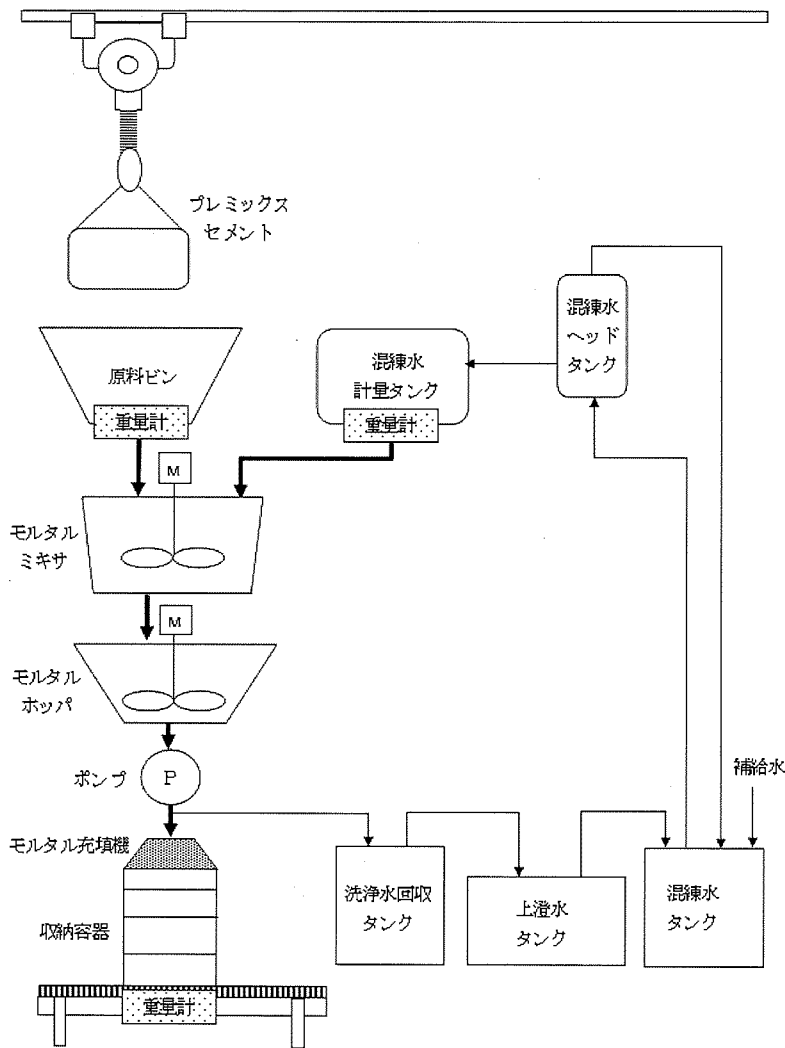 プレミックス
セメント
混練水
ヘッド
タンク
原料ビン
重量計
混練水
計量タンク
重量計
M
モルタル
ミキサ
M
モルタル
ホッパ
ポンプ
P
補給水
モルタル充填機
洗浄水回収
タンク
上澄水
タンク
混練水
タンク
収納容器
重量計